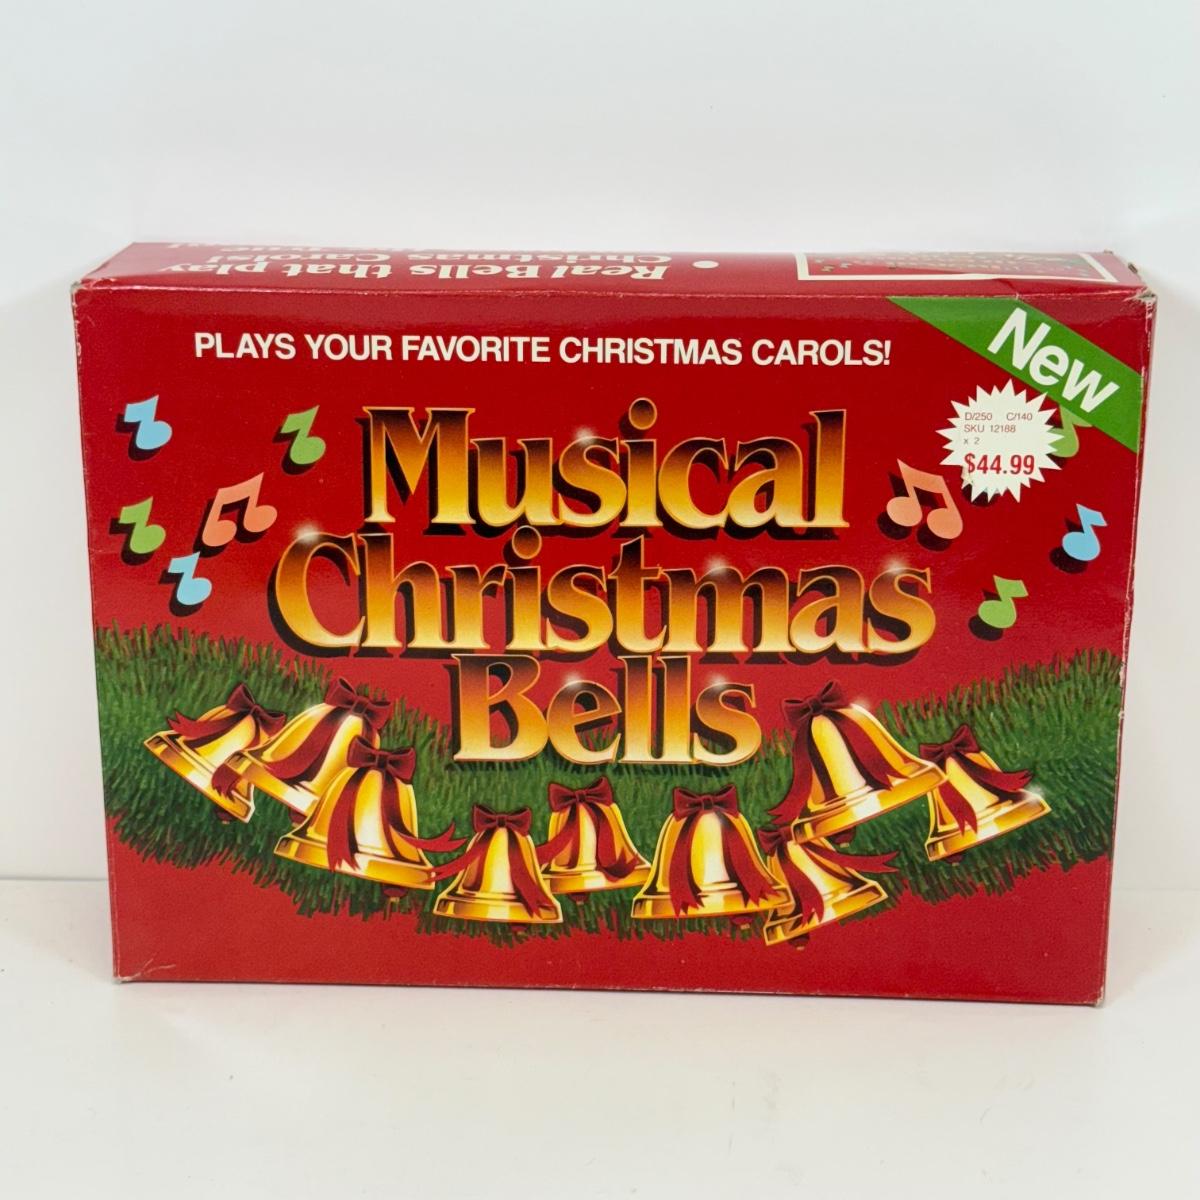 Real Bells that play
Christmas Carols!
PLAYS YOUR FAVORITE CHRISTMAS CAROLS!
New
D/250 C/140
SKU 12188
x 2
$44.99
Musical
Christmas
Bells